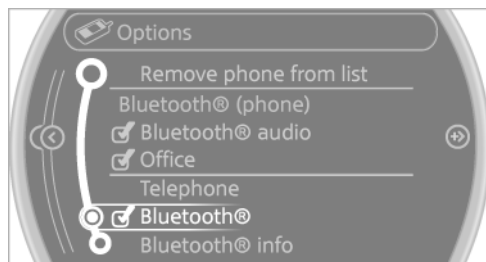 Options
Remove phone from list
Bluetooth® (phone)
Bluetooth® audio
Office
Telephone
Bluetooth®
Bluetooth® info